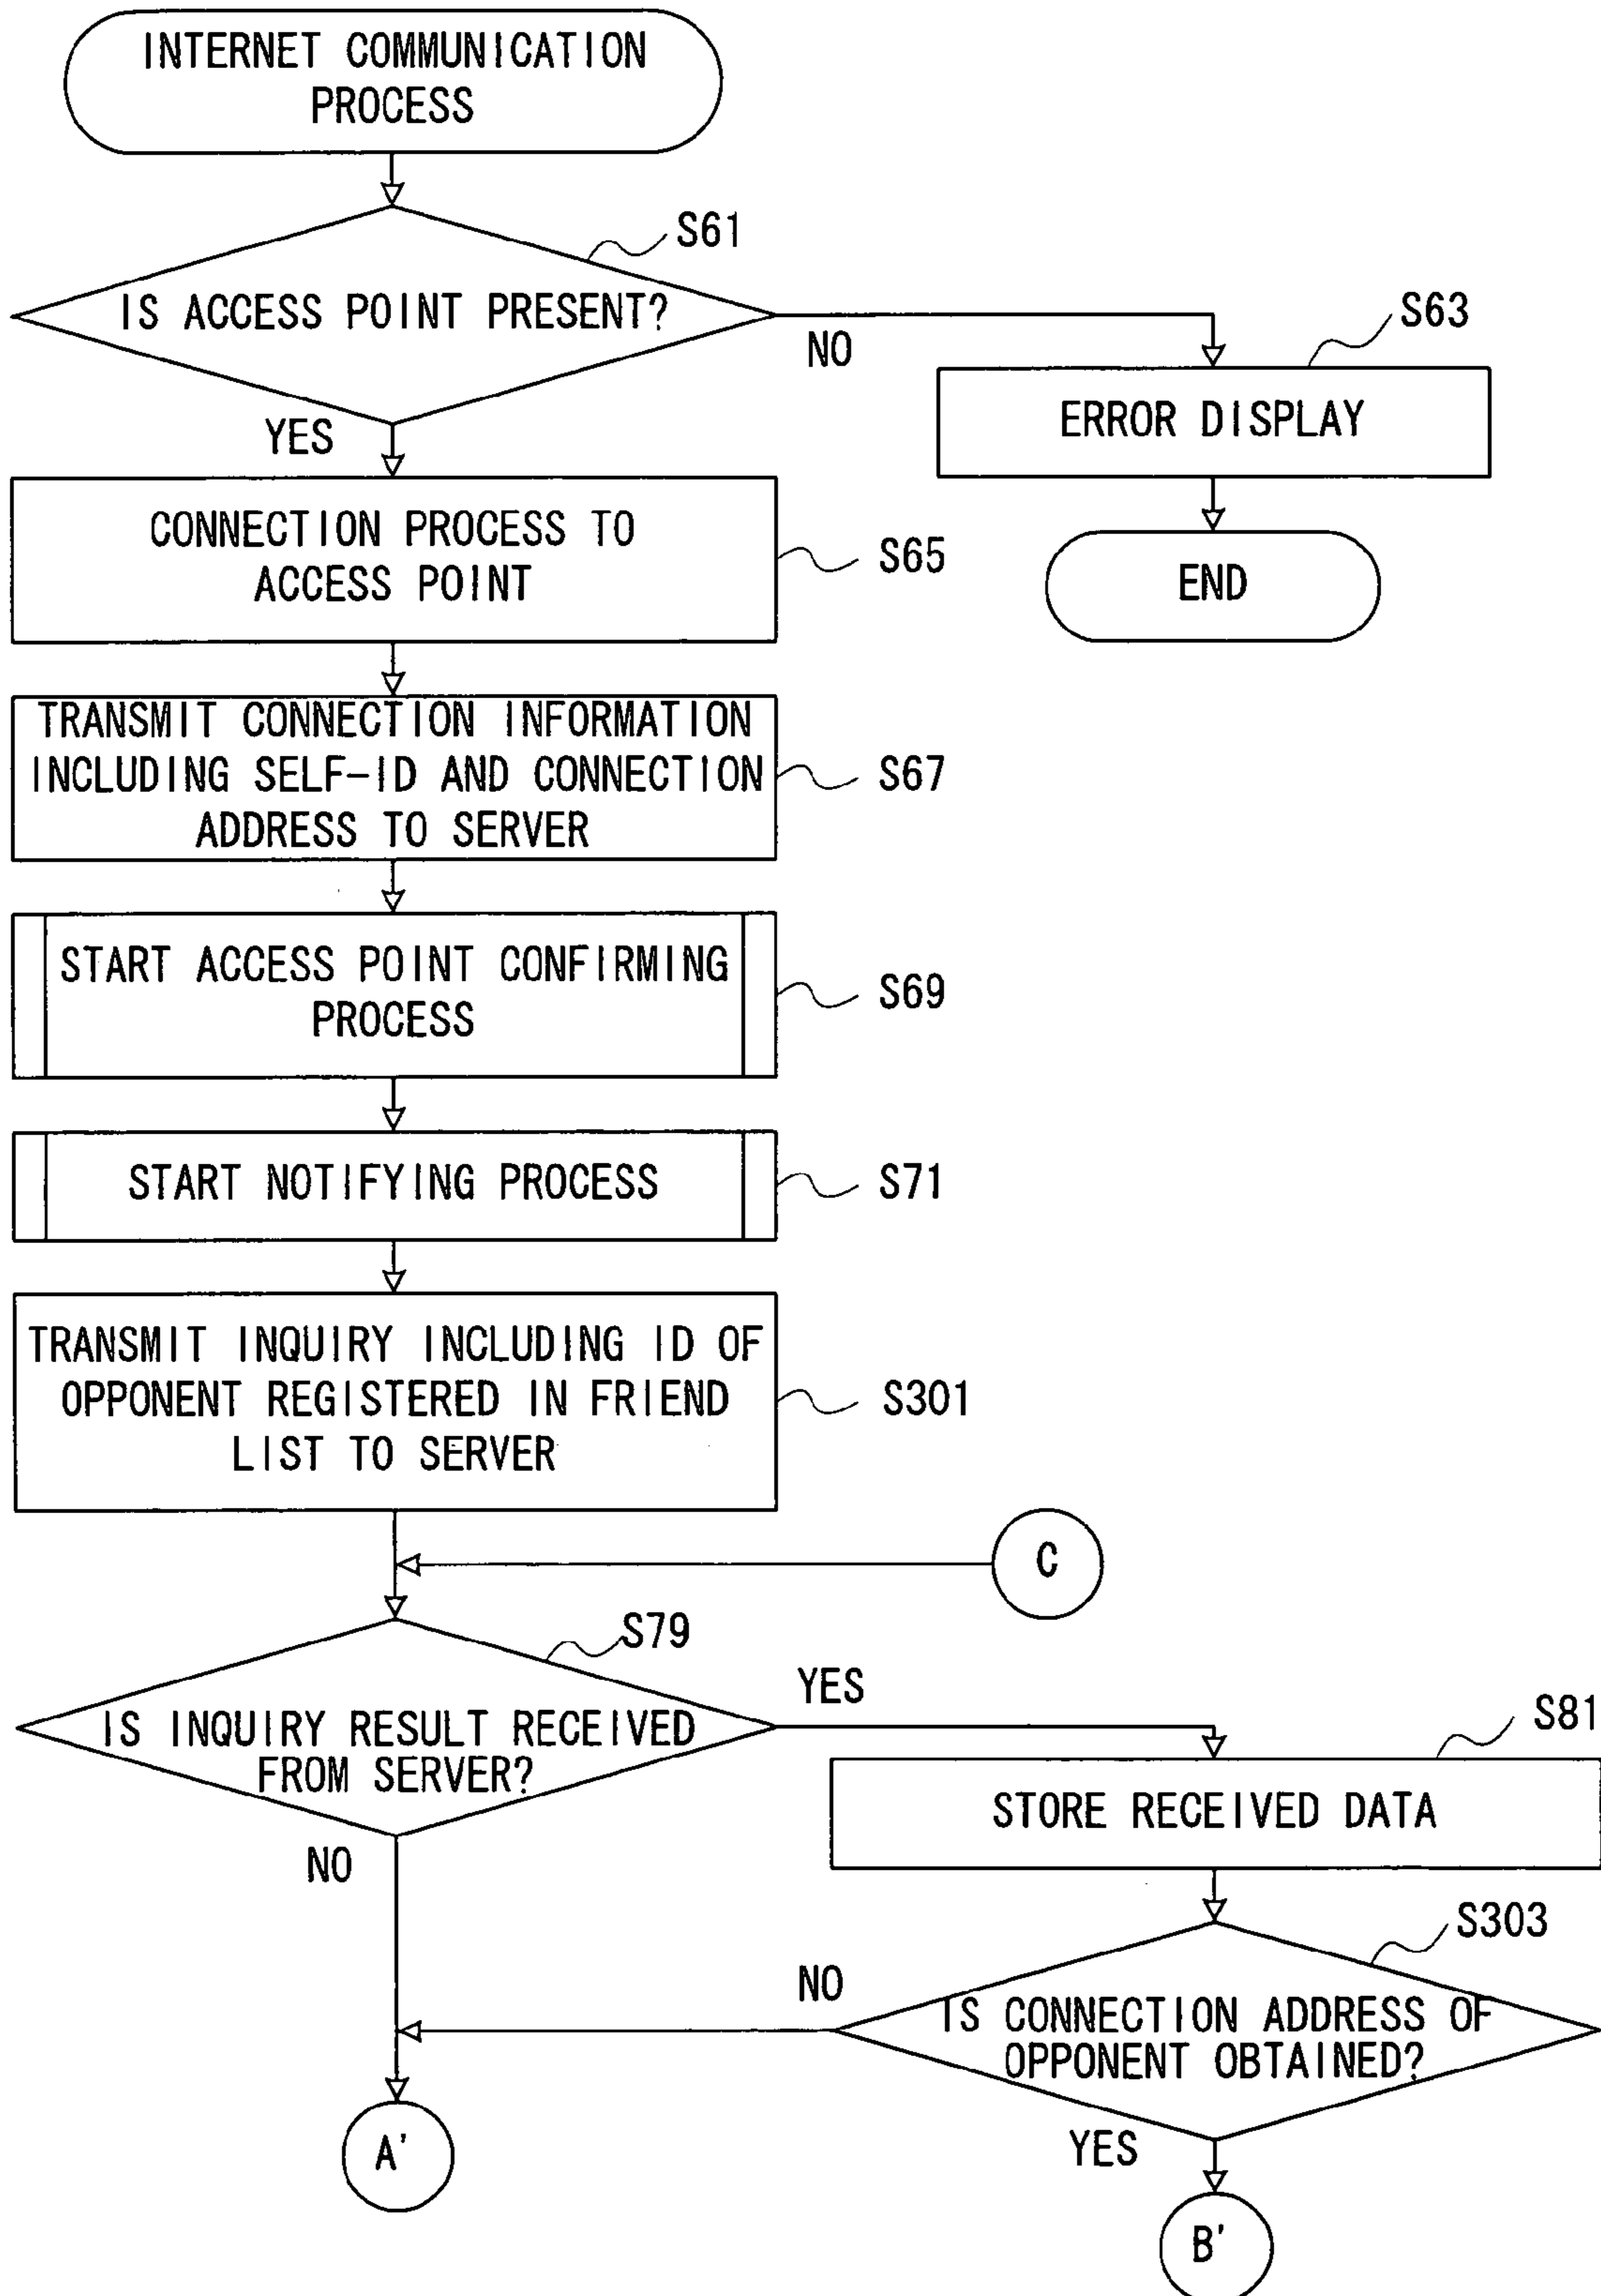 INTERNET COMMUNICATION
PROCESS
S61
IS ACCESS POINT PRESENT?
NO
S63
ERROR DISPLAY
YES
END
CONNECTION PROCESS TO
ACCESS POINT
S65
TRANSMIT CONNECTION INFORMATION
INCLUDING SELF-ID AND CONNECTION
ADDRESS TO SERVER
S67
START ACCESS POINT CONFIRMING
PROCESS
S69
START NOTIFYING PROCESS
S71
TRANSMIT INQUIRY INCLUDING ID OF
OPPONENT REGISTERED IN FRIEND
LIST TO SERVER
S301
C
S79
IS INQUIRY RESULT RECEIVED
FROM SERVER?
YES
S81
STORE RECEIVED DATA
NO
S303
NO
IS CONNECTION ADDRESS OF
OPPONENT OBTAINED?
YES
A'
B'